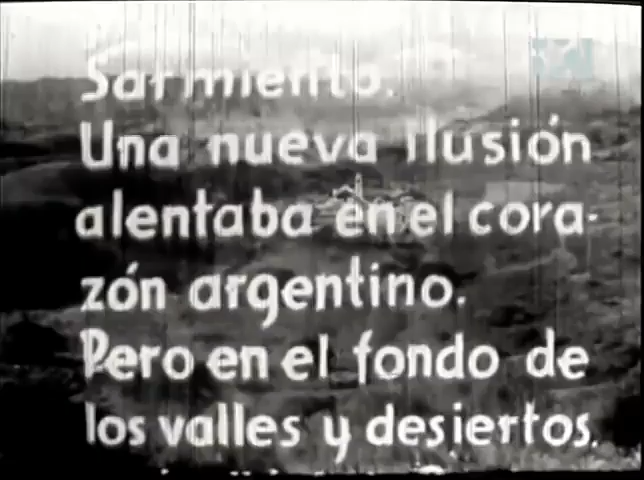 Sarmiento.
Una nueva ilusión
alentaba en el cora-
zón argentino.
Pero en el fondo de
los valles y desiertos.